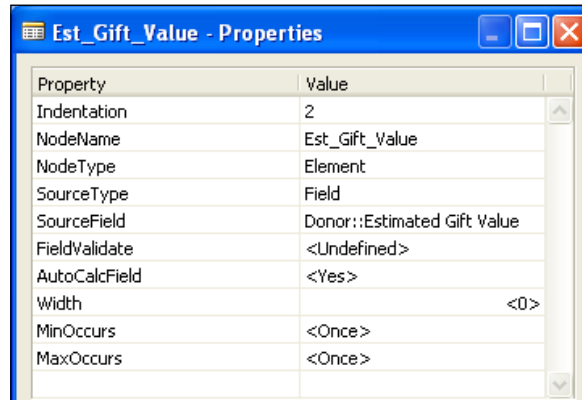 Est_Gift_Value - Properties
Property Value
Indentation 2
NodeName Est_Gift_Value
NodeType Element
SourceType Field
SourceField Donor::Estimated Gift Value
FieldValidate <Undefined>
AutoCalcField <Yes>
Width <0>
MinOccurs <Once>
MaxOccurs <Once>